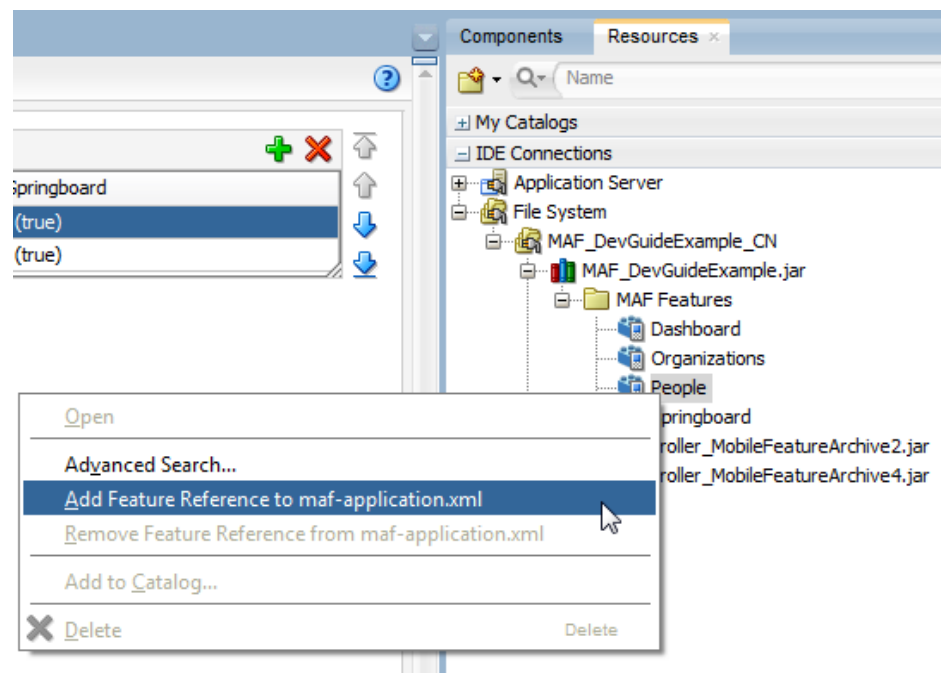 Components
Resources
Name
My Catalogs
IDE Connections
Springboard
Application Server
(true)
File System
(true)
MAF_DevGuideExample_CN
MAF_DevGuideExample.jar
MAF Features
Dashboard
Organizations
People
Open
pringboard
Advanced Search...
roller_MobileFeatureArchive2.jar
Add Feature Reference to maf-application.xml
roller_MobileFeatureArchive4.jar
Remove Feature Reference from maf-application.xml
Add to Catalog...
Delete Delete